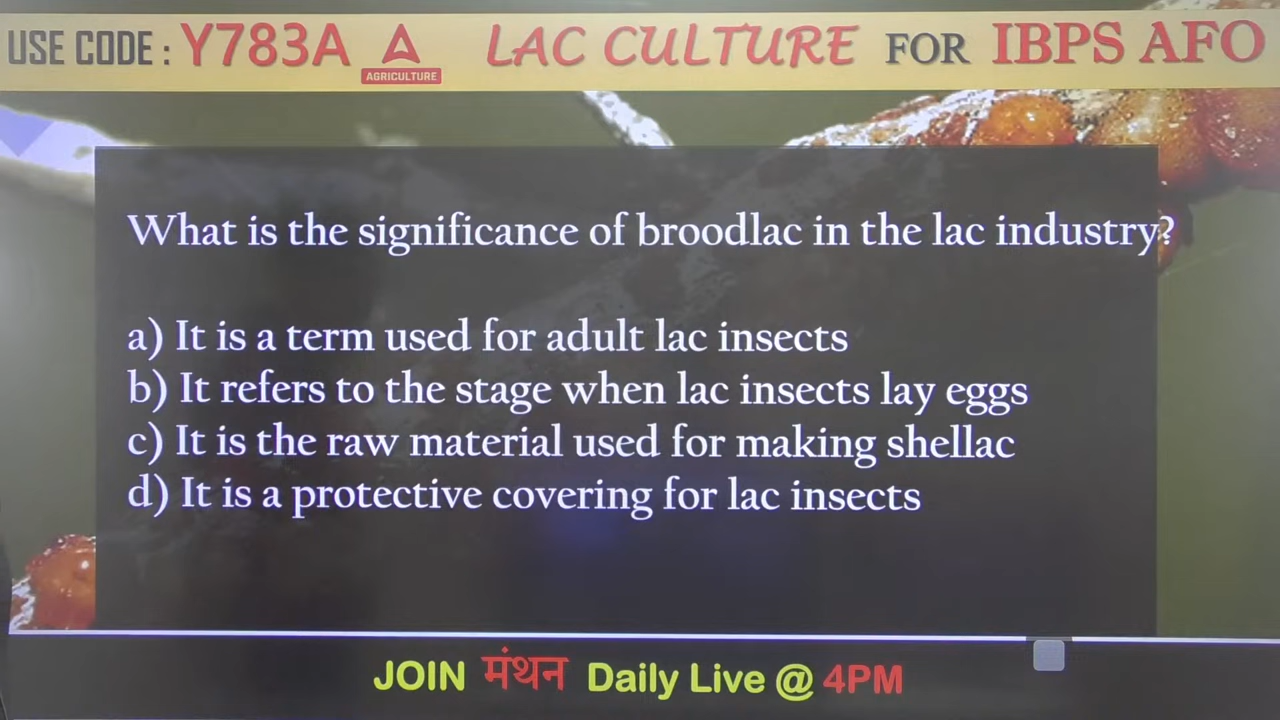 USE CODE : Y783A AGRICULTURE LAC CULTURE FOR IBPS AFO
What is the significance of broodlac in the lac industry?
a) It is a term used for adult lac insects
b) It refers to the stage when lac insects lay eggs
c) It is the raw material used for making shellac
d) It is a protective covering for lac insects
JOIN मंथन Daily Live @ 4PM